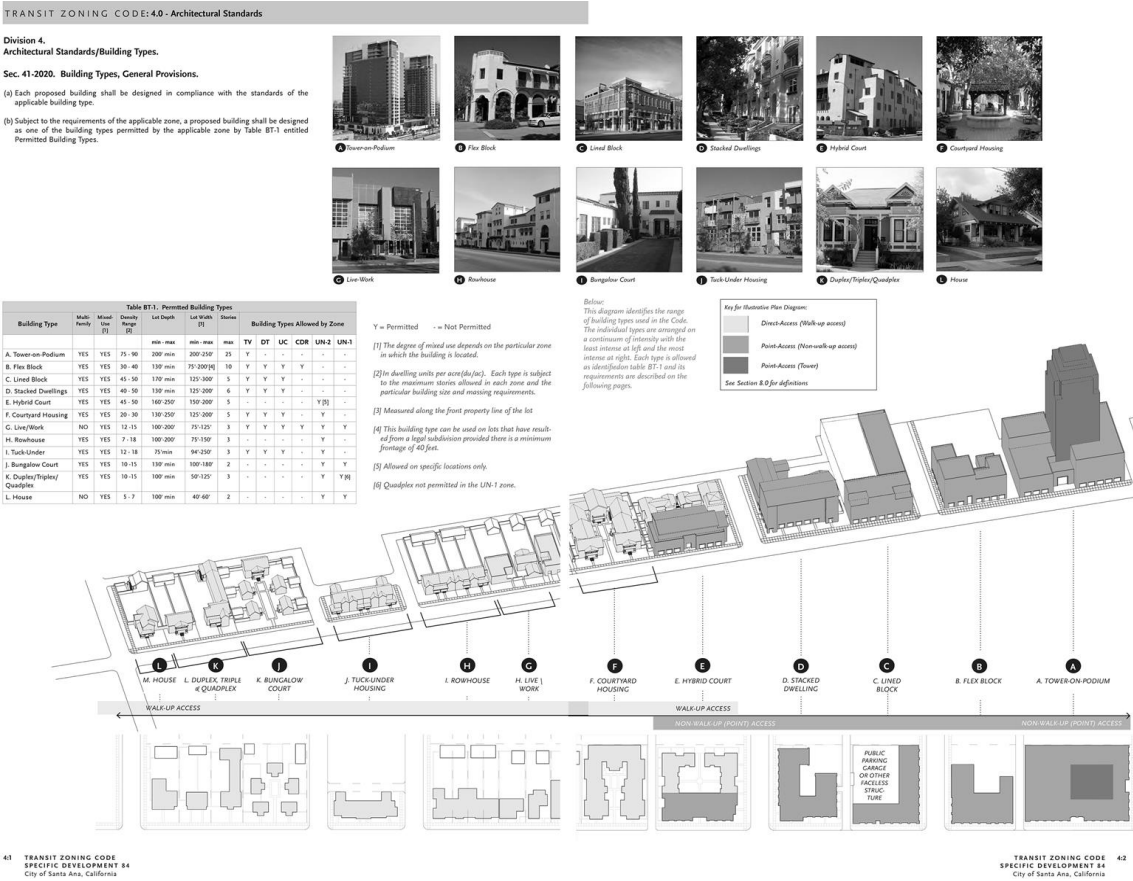 TRANSIT ZONING CODE: 4.0 - Architectural Standards
Division 4.
Architectural Standards/Building Types.
Sec. 41-2020. Building Types, General Provisions.
(a) Each proposed building shall be designed in compliance with the standards of the
applicable building type.
(b) Subject to the requirements of the applicable zone, a proposed building shall be designed
as one of the building types permitted by the applicable zone by Table BT-1 entitled
Permitted Building Types.
A Tower-on-Podium
B Flex Block
C Lined Block
D Stacked Dwellings
E Hybrid Court
F Courtyard Housing
G Live-Work
H Rowhouse
I Bungalow Court
J Tuck-Under Housing
K Duplex/Triplex/Quadplex
L House
Table BT-1. Permtted Building Types
Building Type Multi-Family Mixed-Use [1] Density Range [2] Lot Depth Lot Width [3] Stories Building Types Allowed by Zone
min - max min - max max TV DT UC CDR UN-2 UN-1
A. Tower-on-Podium YES YES 75 - 90 200' min 200'-250' 25 Y - - - - -
B. Flex Block YES YES 30 - 40 130' min 75'-200'[4] 10 Y Y Y Y - -
C. Lined Block YES YES 45 - 50 170' min 125'-300' 5 Y Y Y - - -
D. Stacked Dwellings YES YES 40 - 50 130' min 125'-200' 6 Y Y Y - - -
E. Hybrid Court YES YES 45 - 50 160'-250' 150'-200' 5 - - - - Y [5] -
F. Courtyard Housing YES YES 20 - 30 130'-250' 125'-200' 5 Y Y Y - Y -
G. Live/Work NO YES 12 -15 100'-200' 75'-125' 3 Y Y Y Y Y Y
H. Rowhouse YES YES 7 - 18 100'-200' 75'-150' 3 - - - - Y -
I. Tuck-Under YES YES 12 - 18 75'min 94'-250' 3 Y Y Y - Y -
J. Bungalow Court YES YES 10 -15 130' min 100'-180' 2 - - - - Y Y
K. Duplex/Triplex/ Quadplex YES YES 10 -15 100' min 50'-125' 3 - - - - Y Y [6]
L. House NO YES 5 - 7 100' min 40'-60' 2 - - - - Y Y
Y = Permitted - = Not Permitted
[1] The degree of mixed use depends on the particular zone
in which the building is located.
[2] In dwelling units per acre(du/ac). Each type is subject
to the maximum stories allowed in each zone and the
particular building size and massing requirements.
[3] Measured along the front property line of the lot
[4] This building type can be used on lots that have result-
ed from a legal subdivision provided there is a minimum
frontage of 40 feet.
[5] Allowed on specific locations only.
[6] Quadplex not permitted in the UN-1 zone.
Below:
This diagram identifies the range
of building types used in the Code.
The individual types are arranged on
a continuum of intensity with the
least intense at left and the most
intense at right. Each type is allowed
as identifiedon table BT-1 and its
requirements are described on the
following pages.
Key for Illustrative Plan Diagram:
Direct-Access (Walk-up access)
Point-Access (Non-walk-up access)
Point-Access (Tower)
See Section 8.0 for definitions
L K J I H G F E D C B A
M. HOUSE
L. DUPLEX, TRIPLE
& QUADPLEX
K. BUNGALOW
COURT
J. TUCK-UNDER
HOUSING
I. ROWHOUSE
H. LIVE \
WORK
F. COURTYARD
HOUSING
E. HYBRID COURT
D. STACKED
DWELLING
C. LINED
BLOCK
B. FLEX BLOCK
A. TOWER-ON-PODIUM
WALK-UP ACCESS
WALK-UP ACCESS
NON-WALK-UP (POINT) ACCESS
NON-WALK-UP (POINT) ACCESS
PUBLIC
PARKING
GARAGE
OR OTHER
FACELESS
STRUC-
TURE
4:1 TRANSIT ZONING CODE
SPECIFIC DEVELOPMENT 84
City of Santa Ana, California
TRANSIT ZONING CODE 4:2
SPECIFIC DEVELOPMENT 84
City of Santa Ana, California